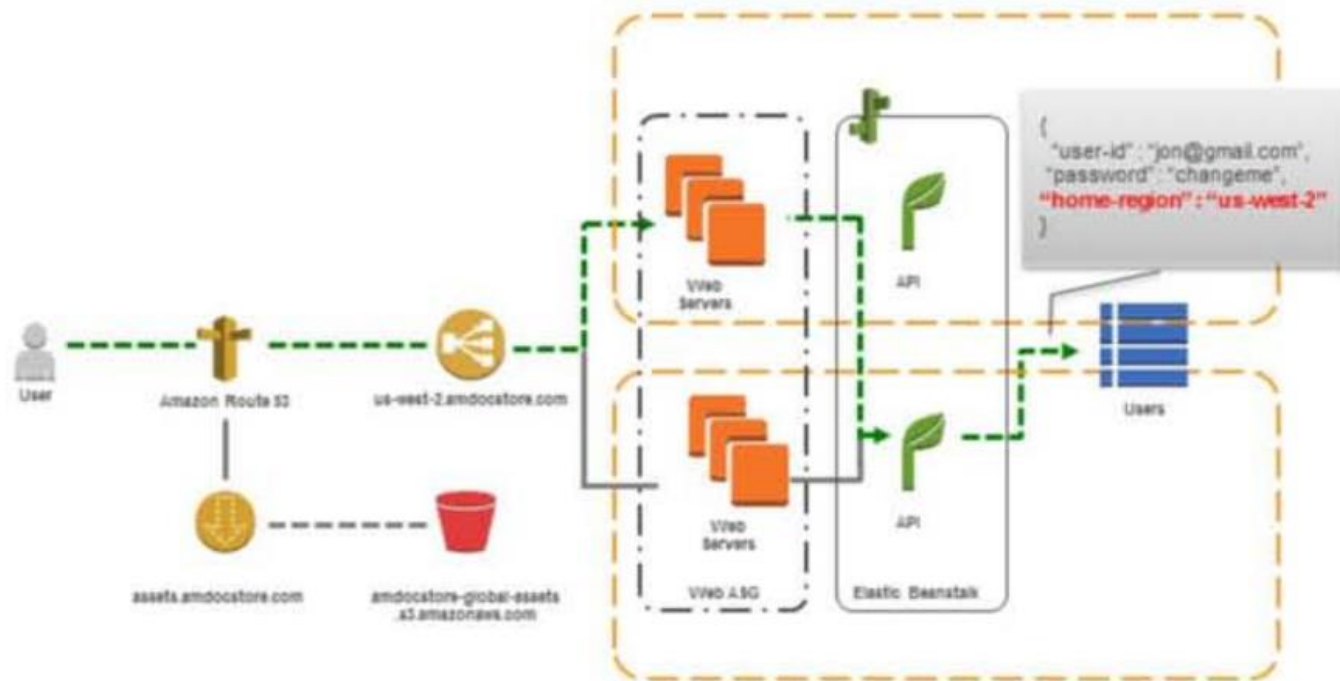 {
"user-id" : "jon@gmail.com",
"password" : "changeme",
"home-region" : "us-west-2"
}
Web
Servers
API
User
Amazon Route 53
us-west-2.amdocstore.com
Users
Web
Servers
API
assets.amdocstore.com
amdocstore-global-assets
.s3.amazonaws.com
Web ASG
Elastic Beanstalk